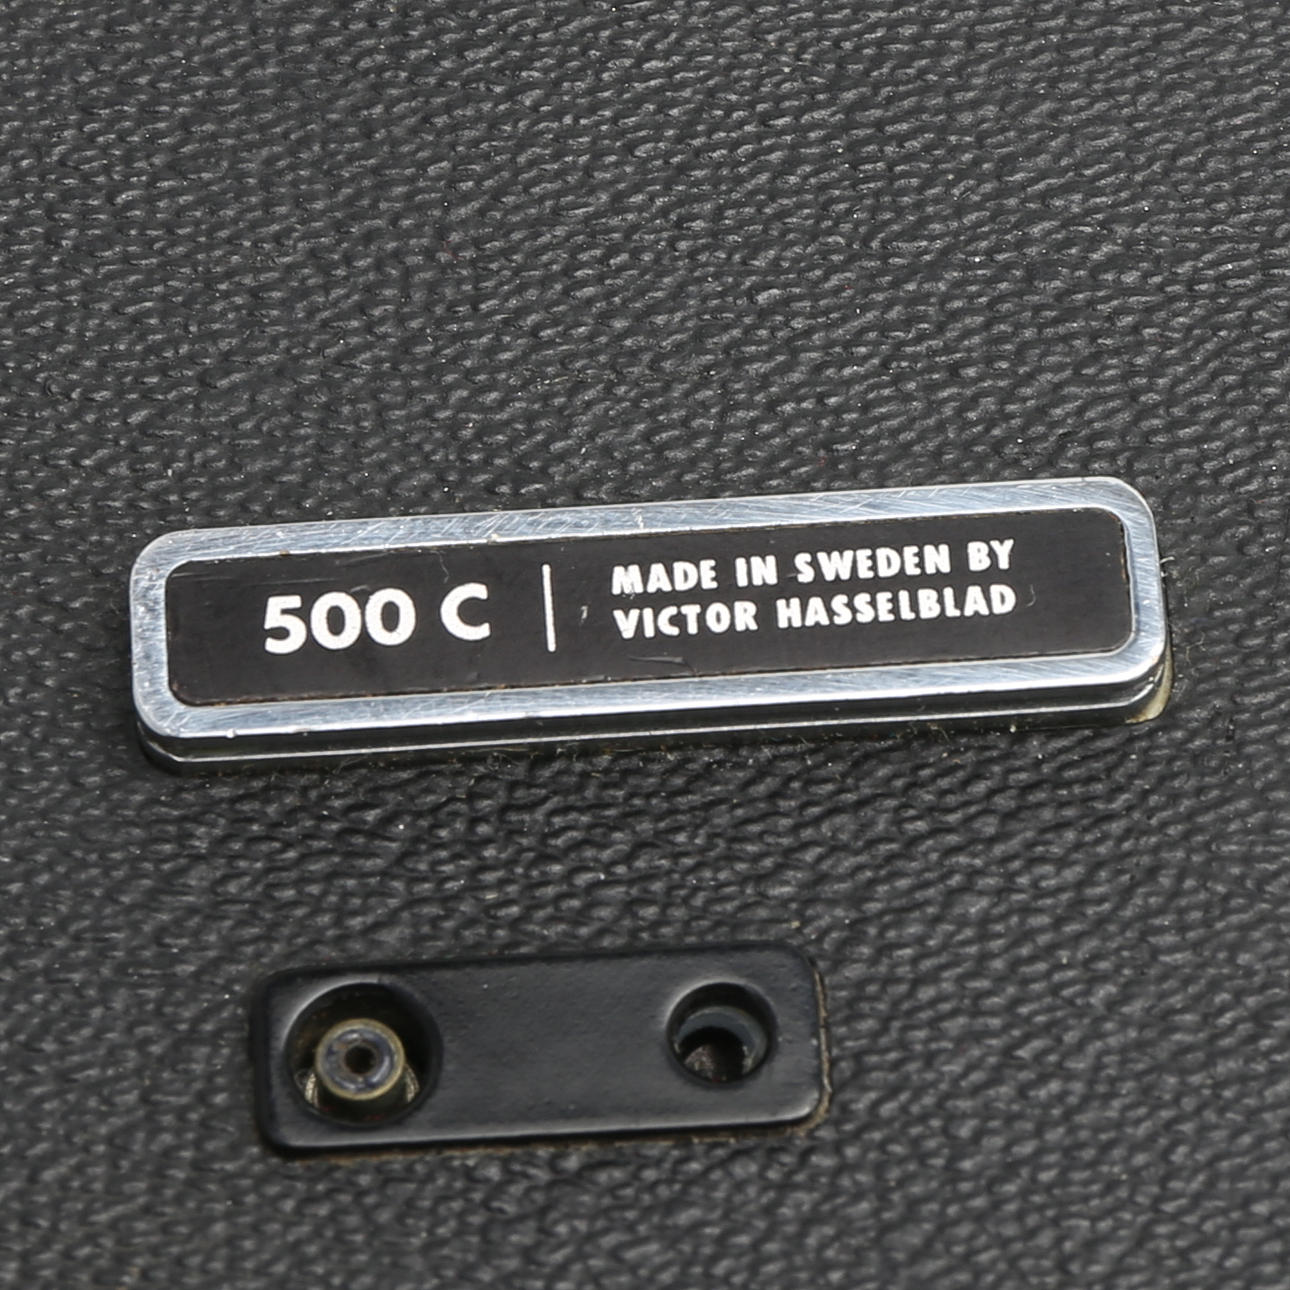 500 C
MADE IN SWEDEN BY
VICTOR HASSELBLAD